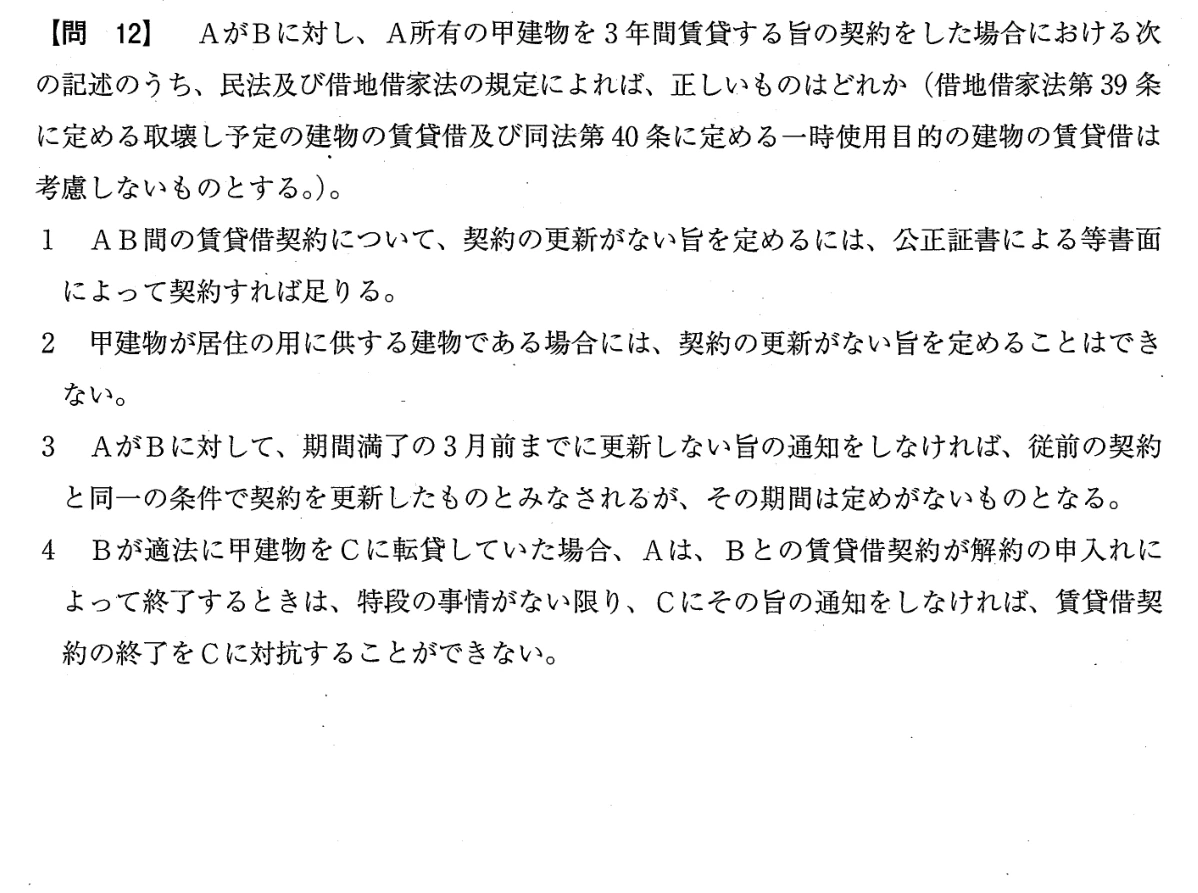 【問　12】　ＡがＢに対し、Ａ所有の甲建物を３年間賃貸する旨の契約をした場合における次
の記述のうち、民法及び借地借家法の規定によれば、正しいものはどれか（借地借家法第 39 条
に定める取壊し予定の建物の賃貸借及び同法第 40 条に定める一時使用目的の建物の賃貸借は
考慮しないものとする。）。
１　ＡＢ間の賃貸借契約について、契約の更新がない旨を定めるには、公正証書による等書面
によって契約すれば足りる。
２　甲建物が居住の用に供する建物である場合には、契約の更新がない旨を定めることはでき
ない。
３　ＡがＢに対して、期間満了の３月前までに更新しない旨の通知をしなければ、従前の契約
と同一の条件で契約を更新したものとみなされるが、その期間は定めがないものとなる。
４　Ｂが適法に甲建物をＣに転貸していた場合、Ａは、Ｂとの賃貸借契約が解約の申入れに
よって終了するときは、特段の事情がない限り、Ｃにその旨の通知をしなければ、賃貸借契
約の終了をＣに対抗することができない。